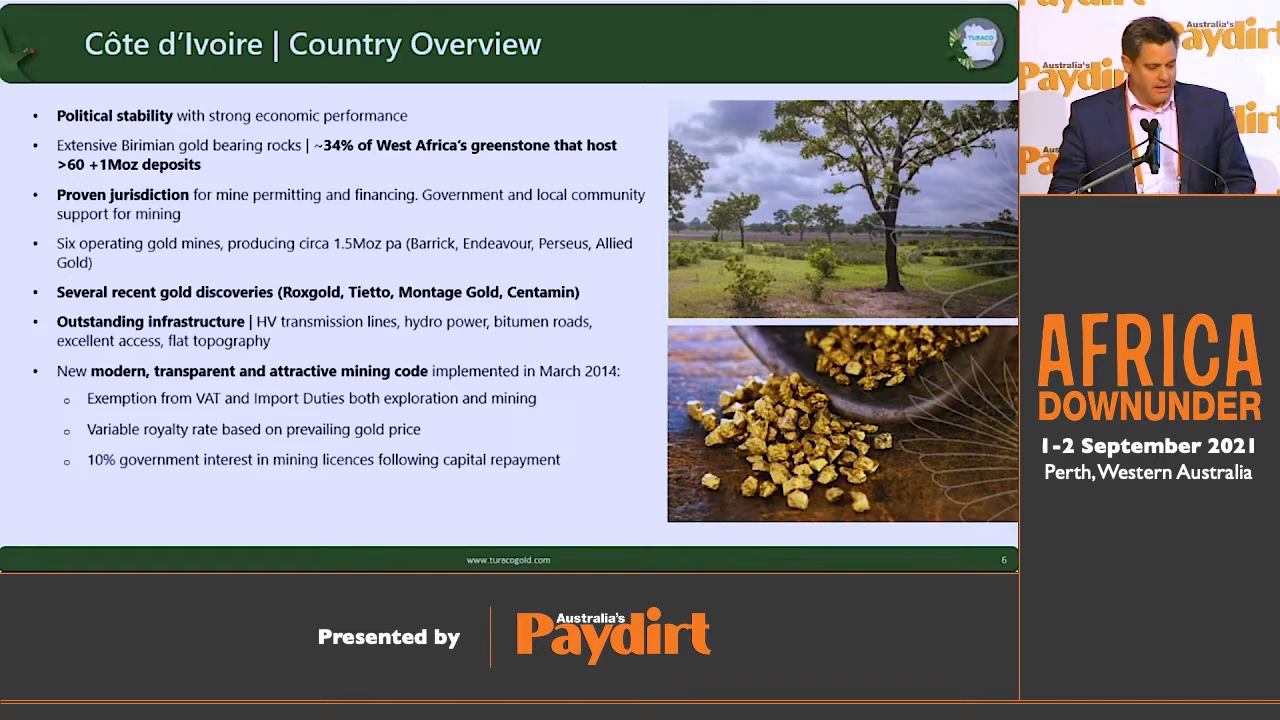 Côte d'Ivoire | Country Overview
TURACO
GOLD
• Political stability with strong economic performance
• Extensive Birimian gold bearing rocks | ~34% of West Africa's greenstone that host
>60 +1Moz deposits
• Proven jurisdiction for mine permitting and financing. Government and local community
support for mining
• Six operating gold mines, producing circa 1.5Moz pa (Barrick, Endeavour, Perseus, Allied
Gold)
• Several recent gold discoveries (Roxgold, Tietto, Montage Gold, Centamin)
• Outstanding infrastructure | HV transmission lines, hydro power, bitumen roads,
excellent access, flat topography
• New modern, transparent and attractive mining code implemented in March 2014:
o Exemption from VAT and Import Duties both exploration and mining
o Variable royalty rate based on prevailing gold price
o 10% government interest in mining licences following capital repayment
www.turacogold.com
6
Australia's
Paydirt
Australia's
Paydirt
AFRICA
DOWNUNDER
1-2 September 2021
Perth, Western Australia
Presented by
Australia's
Paydirt